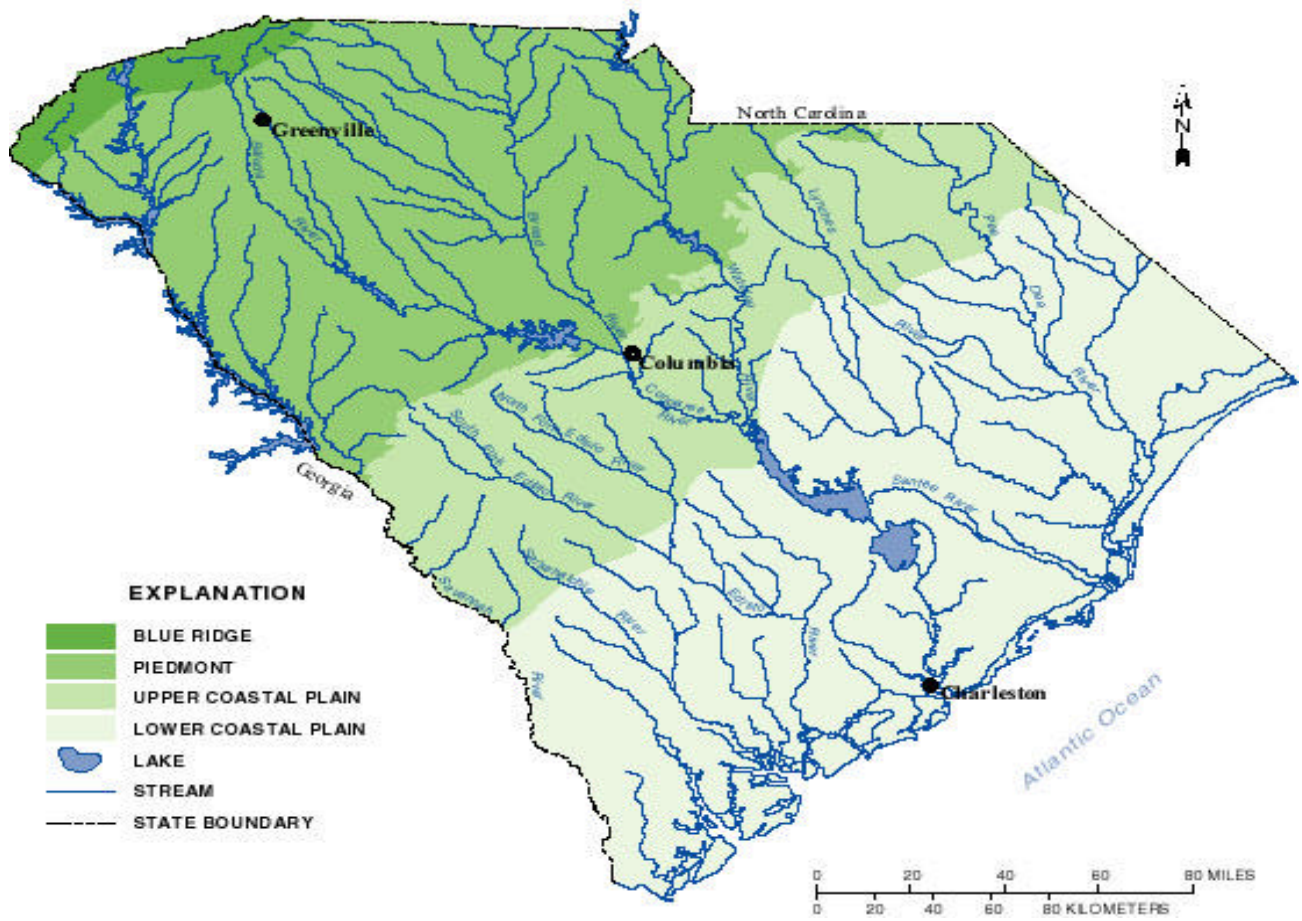 North Carolina
N
Greenville
Saluda
River
Broad
River
Lynches
River
Pee
Dee
River
Wateree
River
Columbia
Congaree
River
North Fork Edisto River
South Fork Edisto River
Georgia
Santee River
Salkehatchie
River
Edisto
River
Savannah
River
Charleston
Atlantic Ocean
EXPLANATION
BLUE RIDGE
PIEDMONT
UPPER COASTAL PLAIN
LOWER COASTAL PLAIN
LAKE
STREAM
STATE BOUNDARY
0 20 40 60 80 MILES
0 20 40 60 80 KILOMETERS